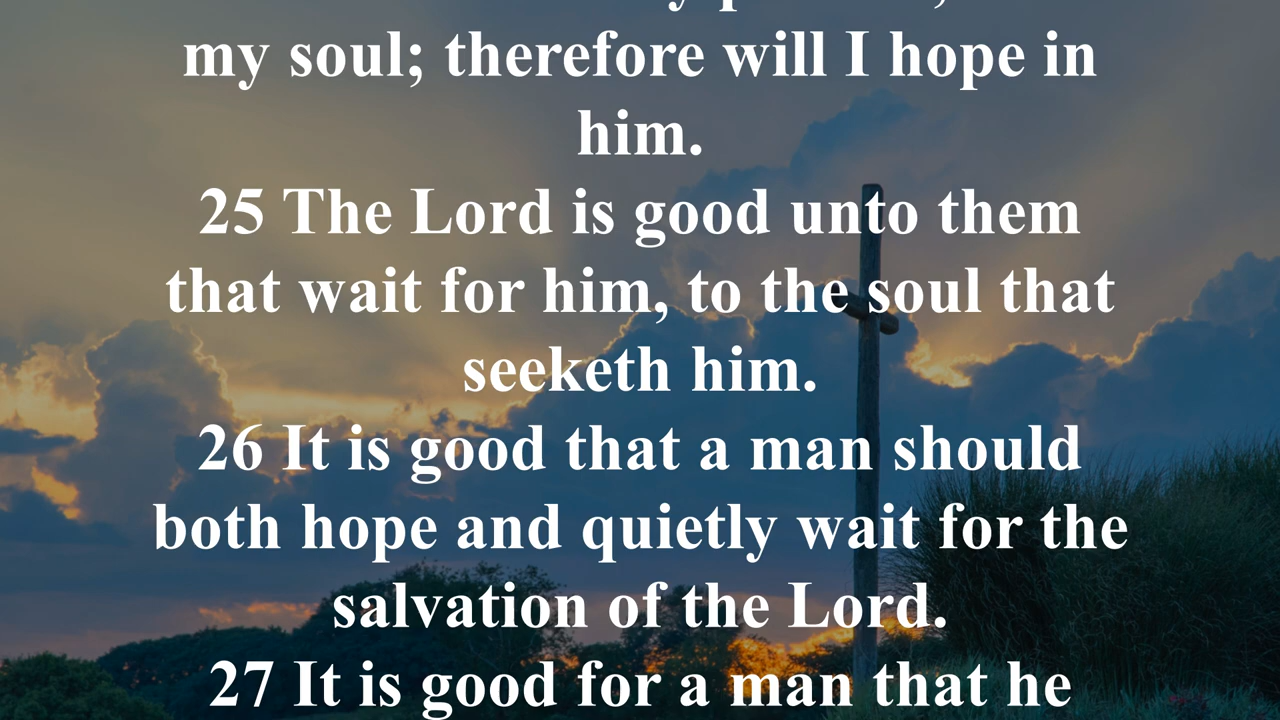 my soul; therefore will I hope in
him.
25 The Lord is good unto them
that wait for him, to the soul that
seeketh him.
26 It is good that a man should
both hope and quietly wait for the
salvation of the Lord.
27 It is good for a man that he